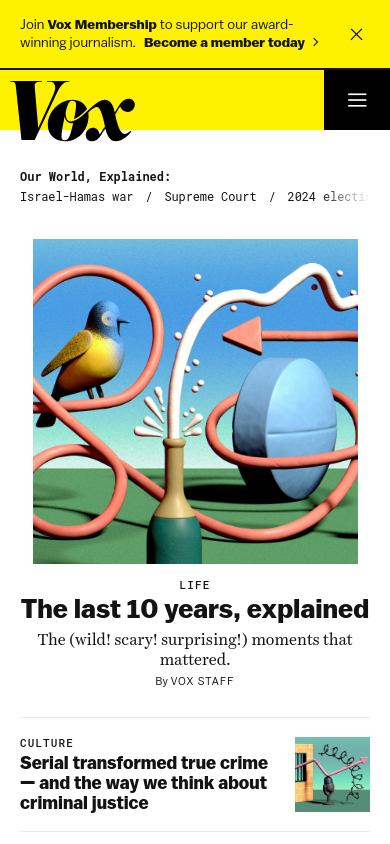 Join Vox Membership to support our award-
winning journalism. Become a member today
Vox
Our World, Explained:
Israel-Hamas war / Supreme Court / 2024 electi
LIFE
The last 10 years, explained
The (wild! scary! surprising!) moments that
mattered.
By VOX STAFF
CULTURE
Serial transformed true crime
— and the way we think about
criminal justice